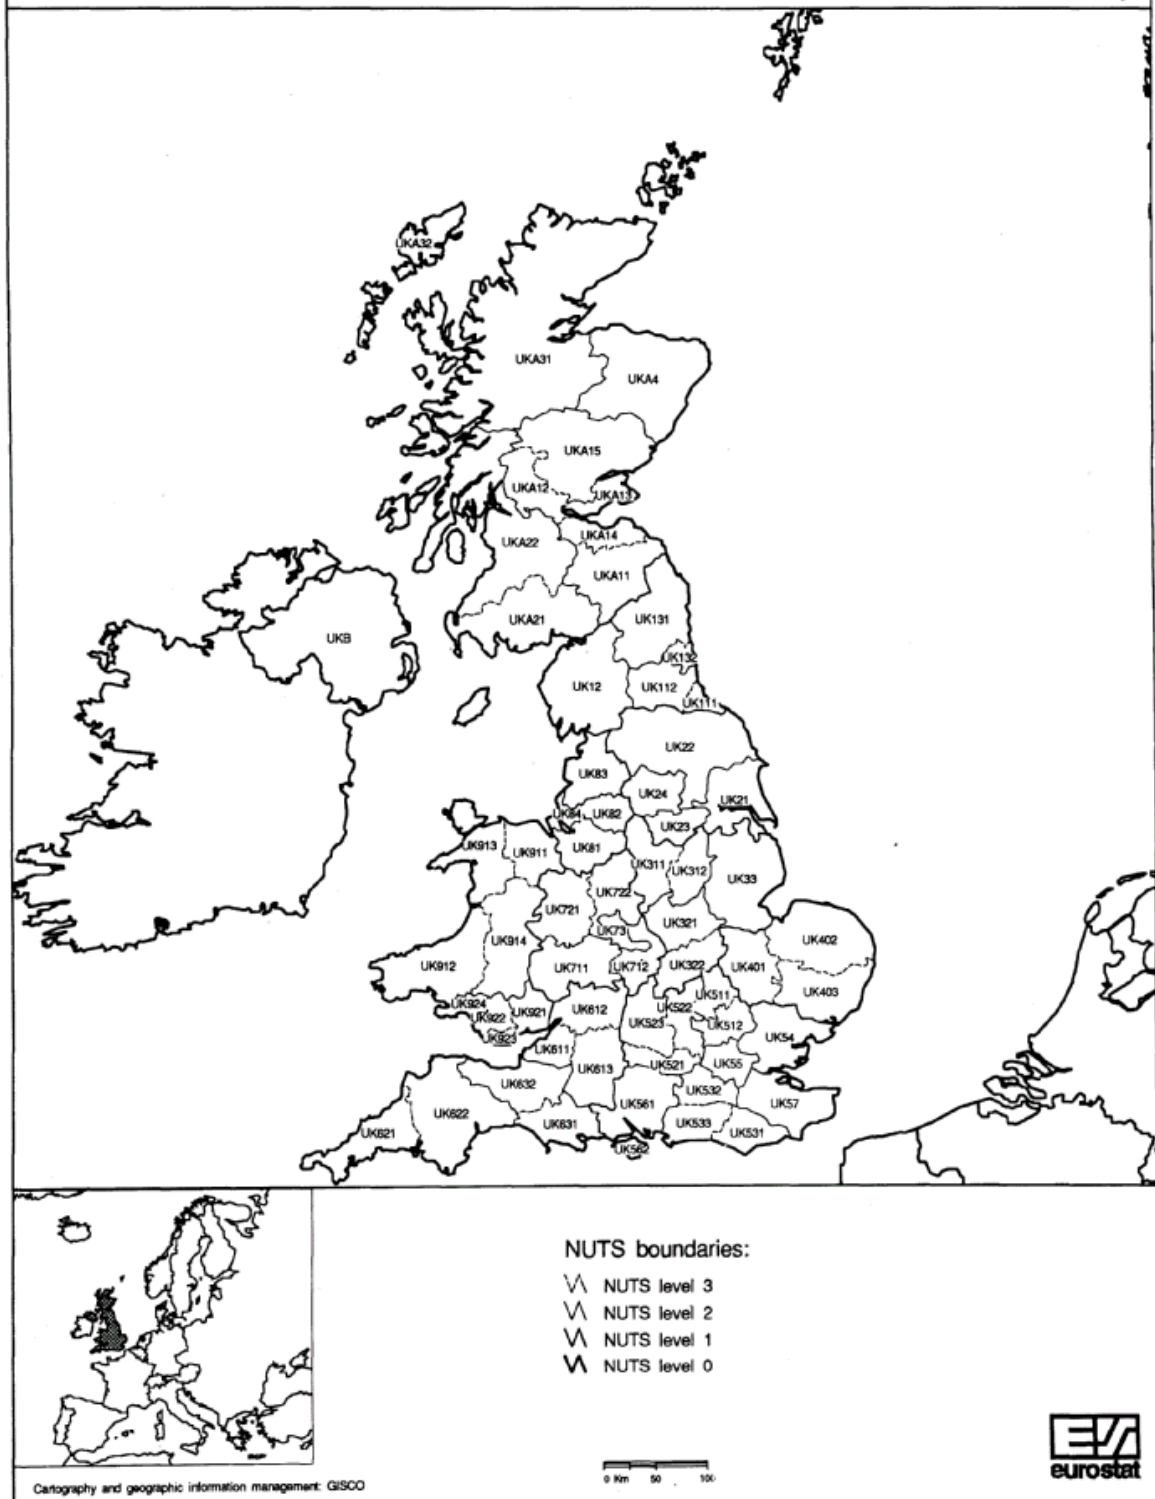 UKA32
UKA31
UKA4
UKA15
UKA12
UKA13
UKA14
UKA22
UKA11
UKA21
UK131
UKB
UK132
UK12
UK112
UK111
UK22
UK83
UK24
UK21
UK84
UK82
UK23
UK913
UK911
UK81
UK311
UK312
UK33
UK722
UK721
UK321
UK73
UK914
UK402
UK912
UK711
UK712
UK322
UK401
UK403
UK924
UK922
UK921
UK612
UK522
UK511
UK523
UK512
UK923
UK54
UK611
UK613
UK521
UK55
UK632
UK532
UK561
UK57
UK622
UK631
UK533
UK531
UK621
UK562
NUTS boundaries:
NUTS level 3
NUTS level 2
NUTS level 1
NUTS level 0
0 Km 50 100
eurostat
Cartography and geographic information management: GISCO